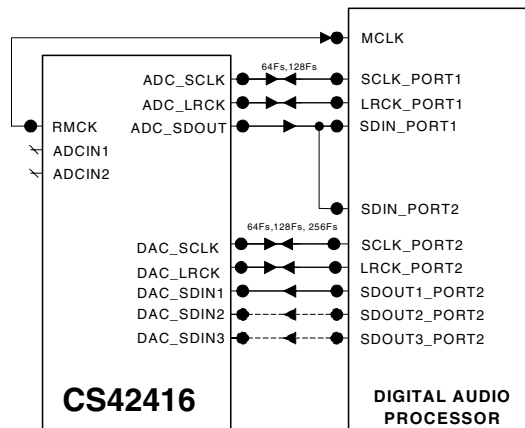 MCLK
64Fs,128Fs
ADC_SCLK
SCLK_PORT1
ADC_LRCK
LRCK_PORT1
RMCK
ADC_SDOUT
SDIN_PORT1
ADCIN1
ADCIN2
SDIN_PORT2
64Fs,128Fs, 256Fs
DAC_SCLK
SCLK_PORT2
DAC_LRCK
LRCK_PORT2
DAC_SDIN1
SDOUT1_PORT2
DAC_SDIN2
SDOUT2_PORT2
DAC_SDIN3
SDOUT3_PORT2
CS42416
DIGITAL AUDIO
PROCESSOR